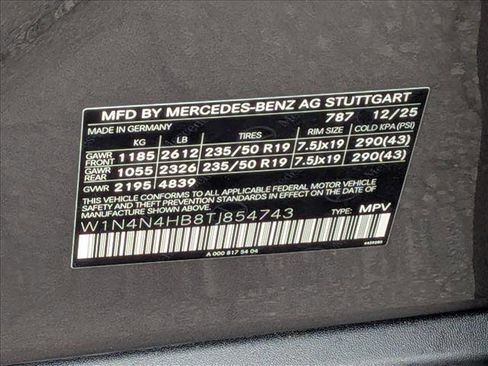 MFD BY MERCEDES-BENZ AG STUTTGART
787 12/25
MADE IN GERMANY
KG LB TIRES RIM SIZE COLD KPA(PSI)
GAWR FRONT 1185 2612 235/50 R19 7.5Jx19 290(43)
GAWR REAR 1055 2326 235/50 R19 7.5Jx19 290(43)
GVWR 2195 4839
THIS VEHICLE CONFORMS TO ALL APPLICABLE FEDERAL MOTOR VEHICLE
SAFETY AND THEFT PREVENTION STANDARDS IN EFFECT ON THE DATE OF
MANUFACTURE SHOWN ABOVE.
W1N4N4HB8TJ854743 TYPE: MPV
A 000 817 54 04